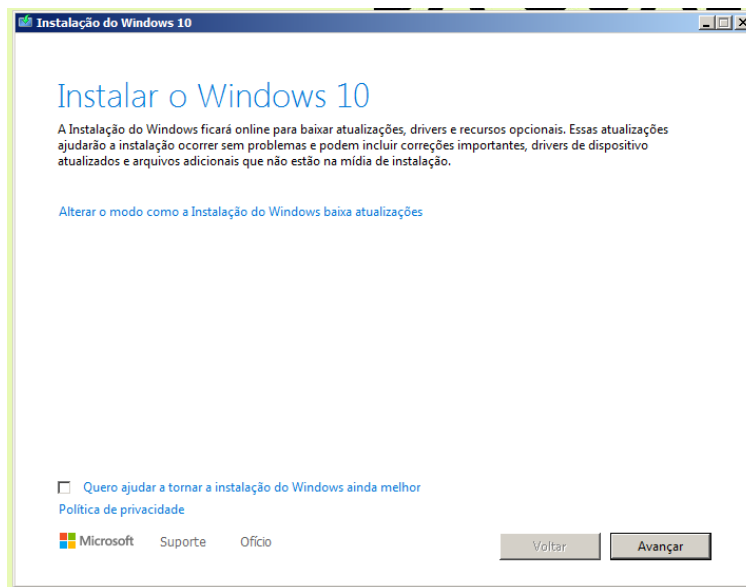 Instalação do Windows 10
Instalar o Windows 10
A Instalação do Windows ficará online para baixar atualizações, drivers e recursos opcionais. Essas atualizações
ajudarão a instalação ocorrer sem problemas e podem incluir correções importantes, drivers de dispositivo
atualizados e arquivos adicionais que não estão na mídia de instalação.
Alterar o modo como a Instalação do Windows baixa atualizações
Quero ajudar a tornar a instalação do Windows ainda melhor
Política de privacidade
Microsoft Suporte Ofício Voltar Avançar